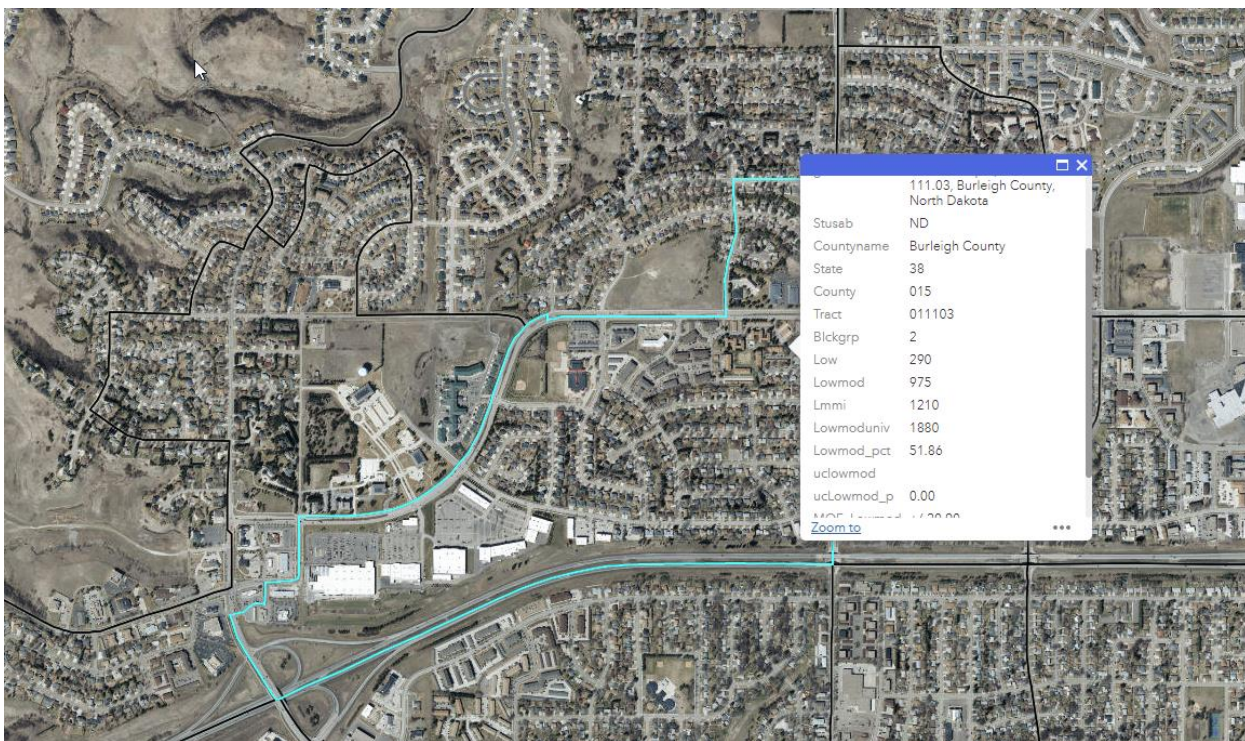 111.03, Burleigh County,
North Dakota
Stusab ND
Countyname Burleigh County
State 38
County 015
Tract 011103
Blckgrp 2
Low 290
Lowmod 975
Lmmi 1210
Lowmoduniv 1880
Lowmod_pct 51.86
uclowmod
ucLowmod_p 0.00
Zoom to